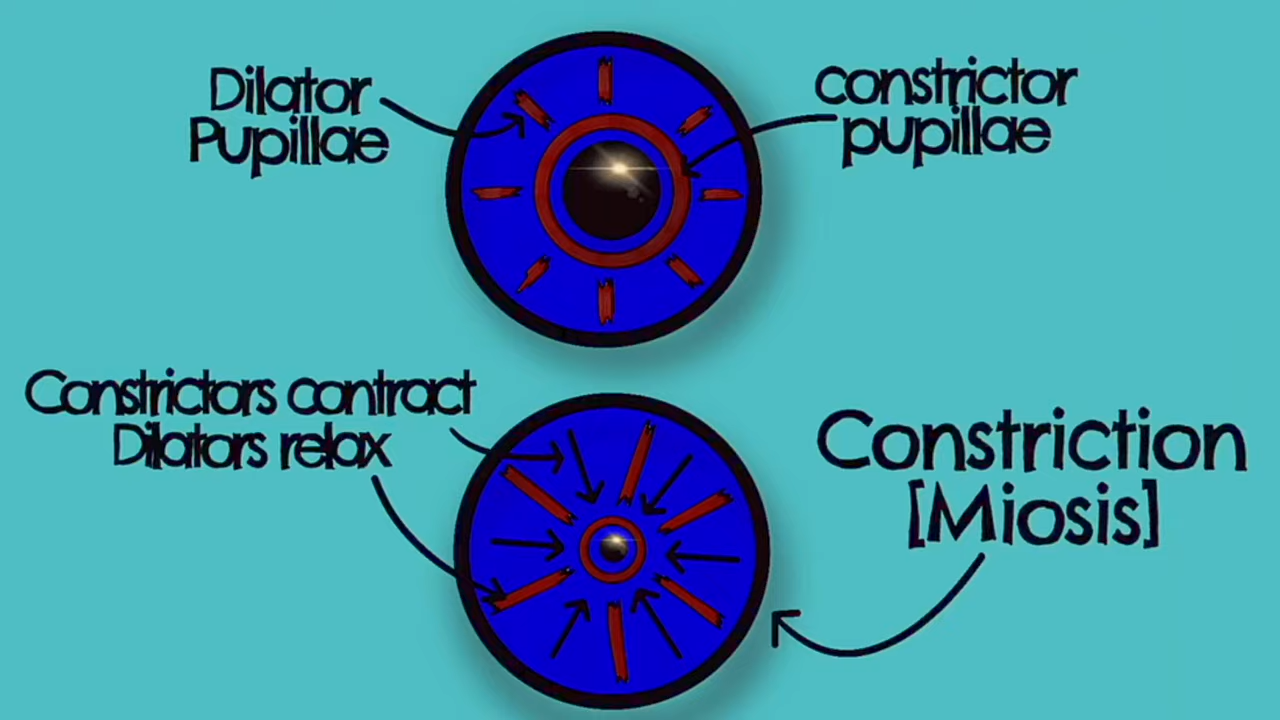 Dilator
Pupillae
constrictor
pupillae
Constrictors contract
Dilators relax
Constriction
[Miosis]